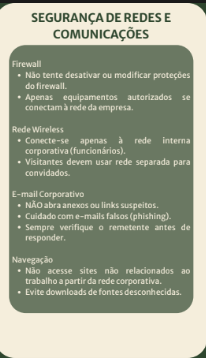 SEGURANÇA DE REDES E
COMUNICAÇÕES
Firewall
• Não tente desativar ou modificar proteções
do firewall.
• Apenas equipamentos autorizados se
conectam à rede da empresa.
Rede Wireless
• Conecte-se apenas à rede interna
corporativa (funcionários).
• Visitantes devem usar rede separada para
convidados.
E-mail Corporativo
• NÃO abra anexos ou links suspeitos.
• Cuidado com e-mails falsos (phishing).
• Sempre verifique o remetente antes de
responder.
Navegação
• Não acesse sites não relacionados ao
trabalho a partir da rede corporativa.
• Evite downloads de fontes desconhecidas.